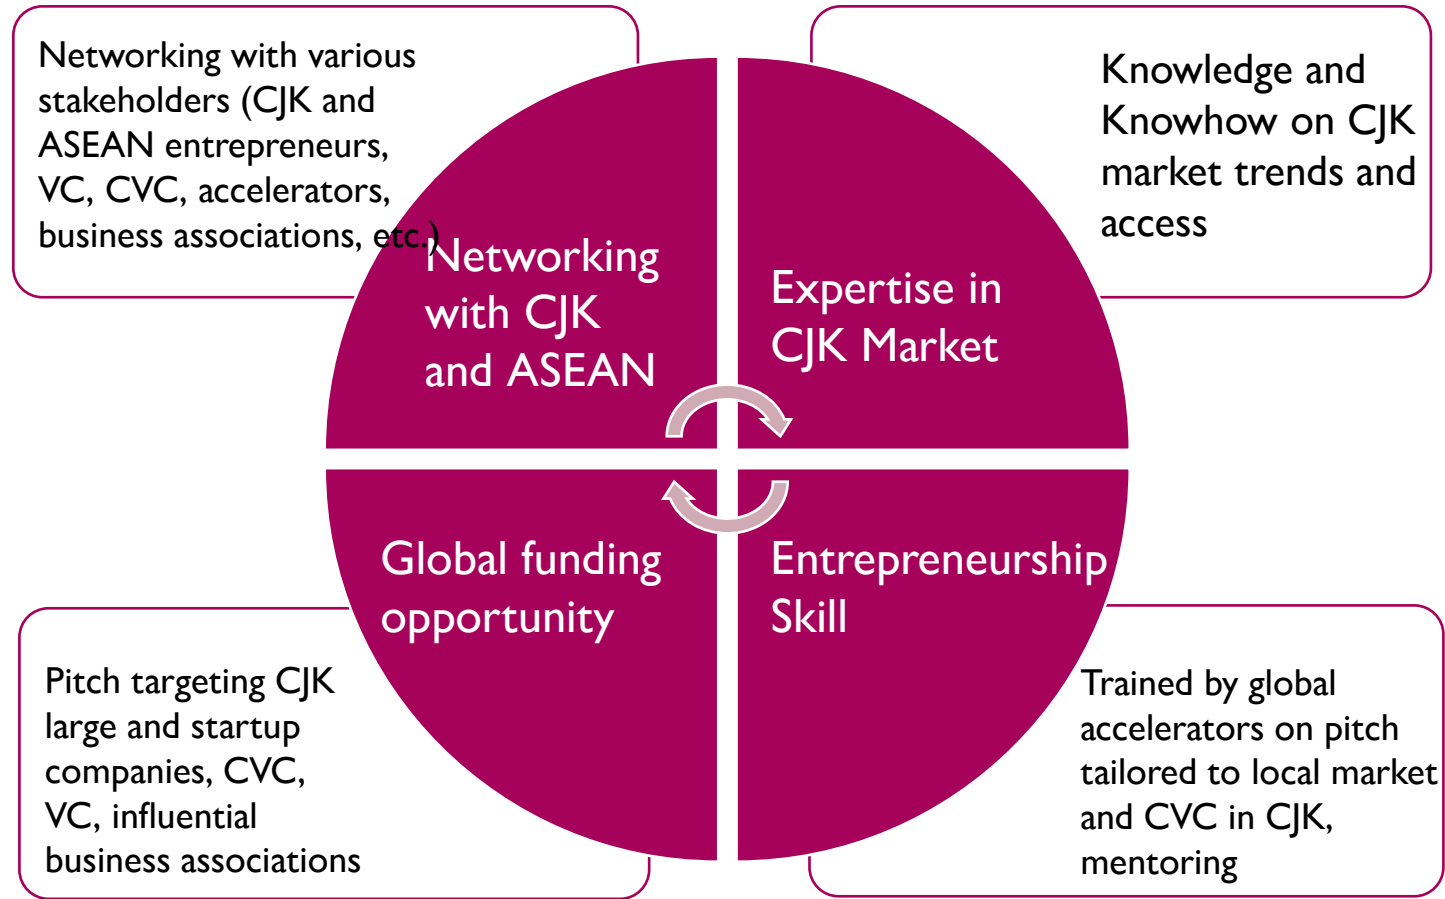 Networking with various
stakeholders (CJK and
ASEAN entrepreneurs,
VC, CVC, accelerators,
business associations, etc.)
Networking
with CJK
and ASEAN
Knowledge and
Knowhow on CJK
market trends and
access
Expertise in
CJK Market
Global funding
opportunity
Pitch targeting CJK
large and startup
companies, CVC,
VC, influential
business associations
Entrepreneurship
Skill
Trained by global
accelerators on pitch
tailored to local market
and CVC in CJK,
mentoring